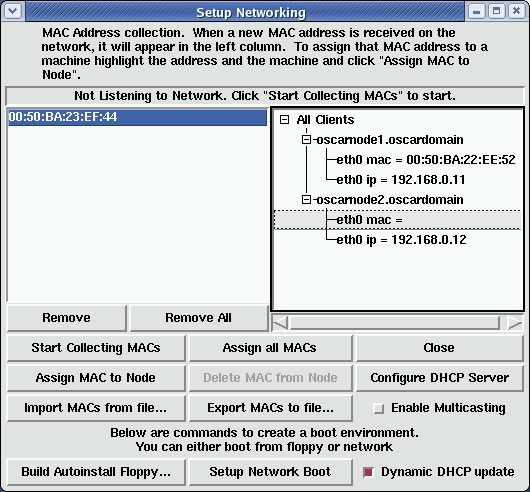 Setup Networking
MAC Address collection. When a new MAC address is received on the
network, it will appear in the left column. To assign that MAC address to a
machine highlight the address and the machine and click "Assign MAC to
Node".
Not Listening to Network. Click "Start Collecting MACs" to start.
00:50:BA:23:EF:44
All Clients
oscarnode1.oscardomain
eth0 mac = 00:50:BA:22:EE:52
eth0 ip = 192.168.0.11
oscarnode2.oscardomain
eth0 mac =
eth0 ip = 192.168.0.12
Remove
Remove All
Start Collecting MACs
Assign all MACs
Close
Assign MAC to Node
Delete MAC from Node
Configure DHCP Server
Import MACs from file...
Export MACs to file...
Enable Multicasting
Below are commands to create a boot environment.
You can either boot from floppy or network
Build Autoinstall Floppy...
Setup Network Boot
Dynamic DHCP update